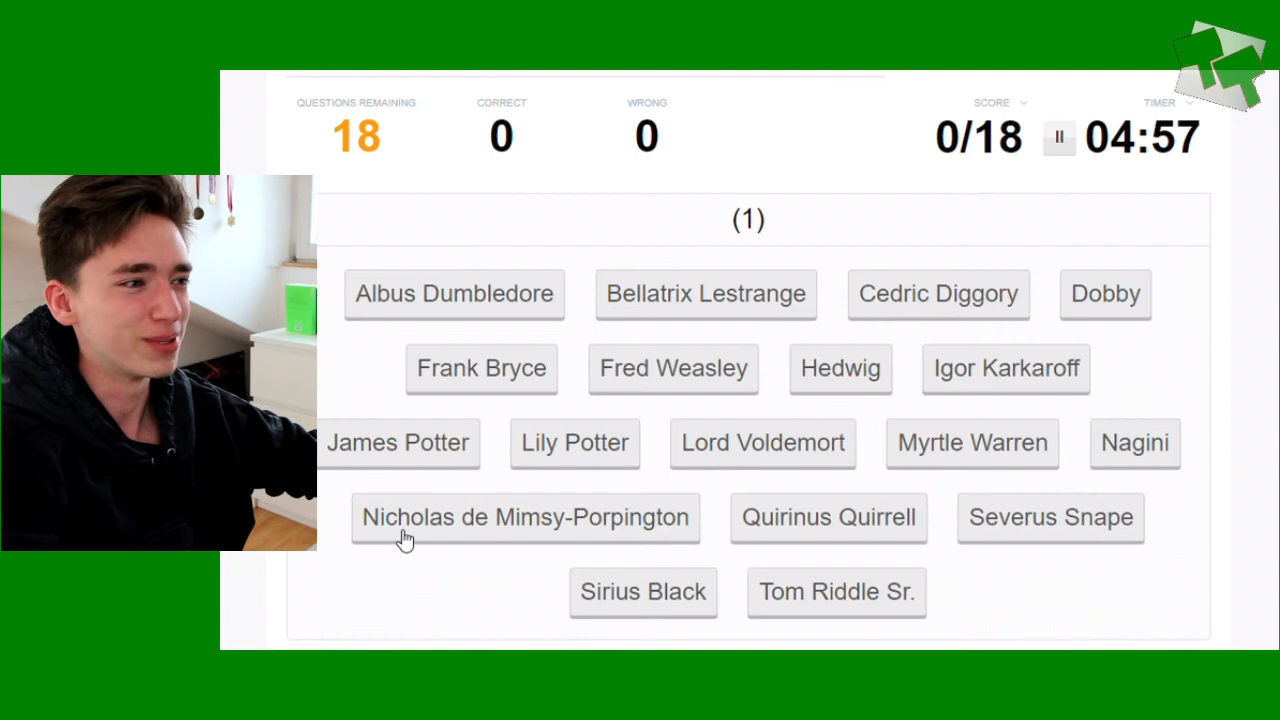 QUESTIONS REMAINING CORRECT WRONG SCORE TIMER
18 0 0 0/18 04:57
(1)
Albus Dumbledore Bellatrix Lestrange Cedric Diggory Dobby
Frank Bryce Fred Weasley Hedwig Igor Karkaroff
James Potter Lily Potter Lord Voldemort Myrtle Warren Nagini
Nicholas de Mimsy-Porpington Quirinus Quirrell Severus Snape
Sirius Black Tom Riddle Sr.